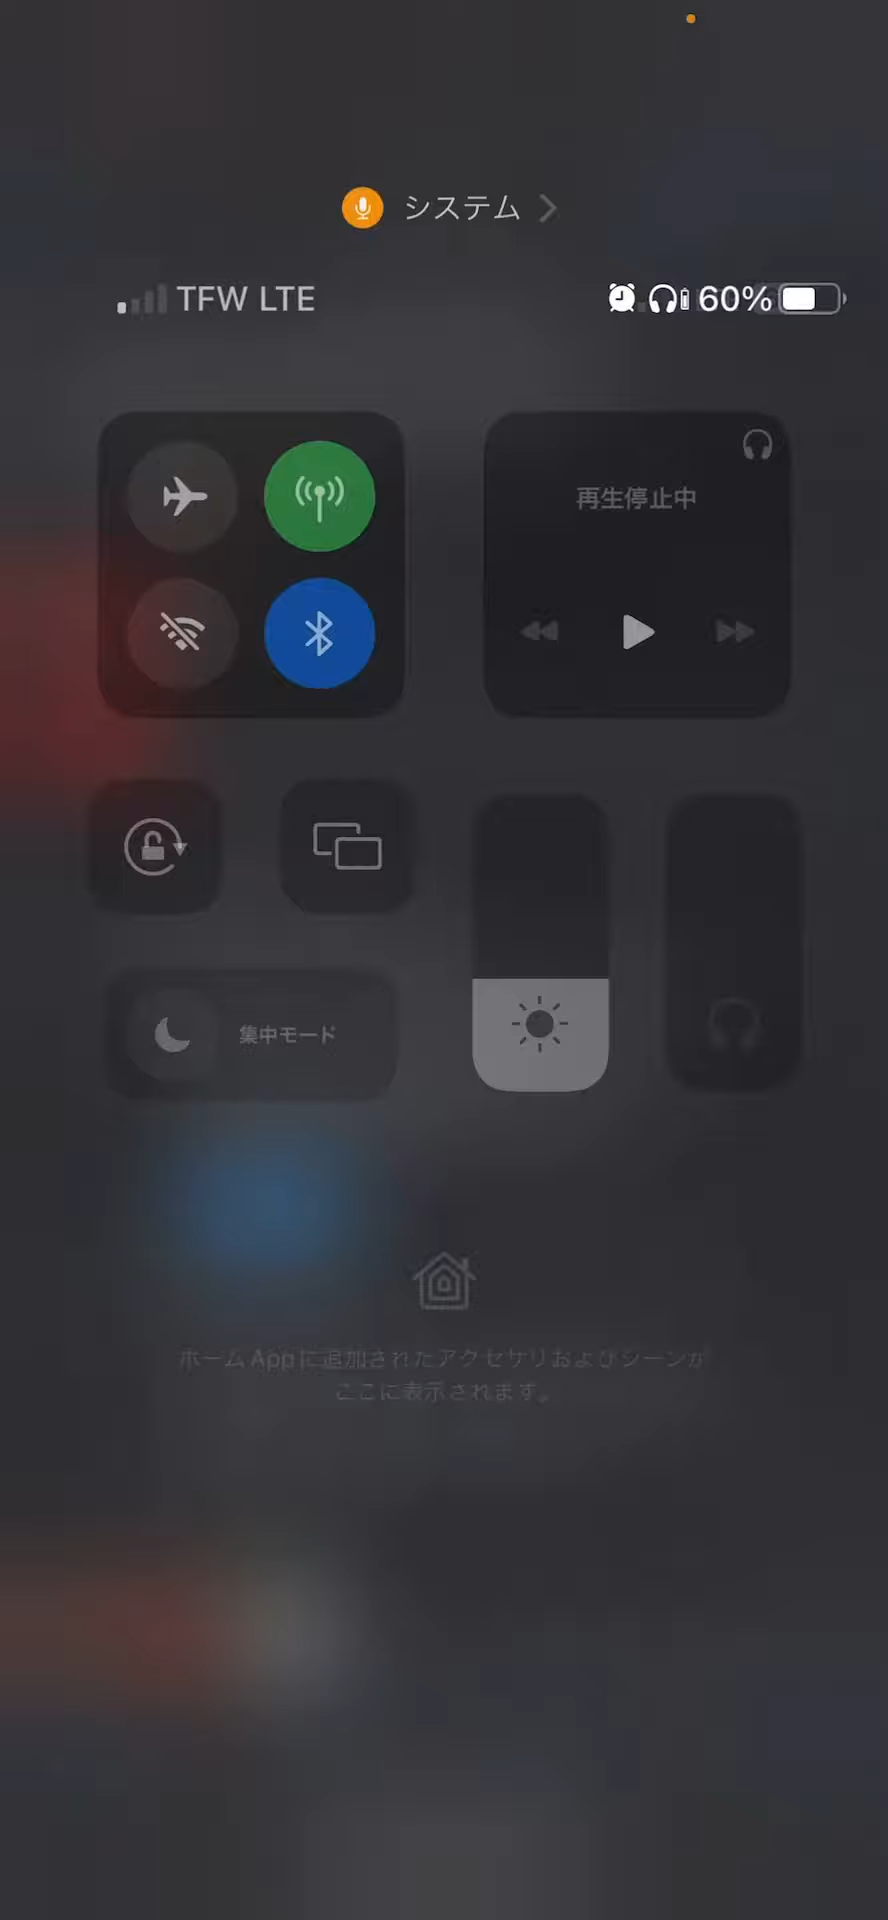 システム
TFW LTE
60%
再生停止中
集中モード
ホーム Appに追加されたアクセサリおよびシーンが
ここに表示されます。